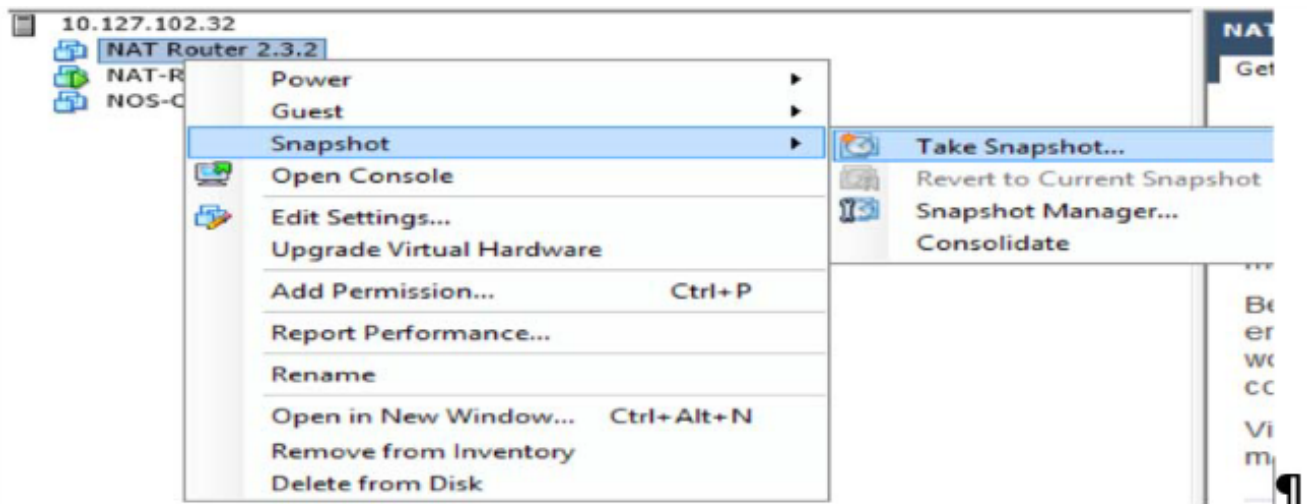 10.127.102.32
NAT Router 2.3.2
NAT-R
NOS-C
Power
Guest
Snapshot
Open Console
Edit Settings...
Upgrade Virtual Hardware
Add Permission... Ctrl+P
Report Performance...
Rename
Open in New Window... Ctrl+Alt+N
Remove from Inventory
Delete from Disk
Take Snapshot...
Revert to Current Snapshot
Snapshot Manager...
Consolidate
NAT
Get
Be
er
wo
co
Vi
m
¶